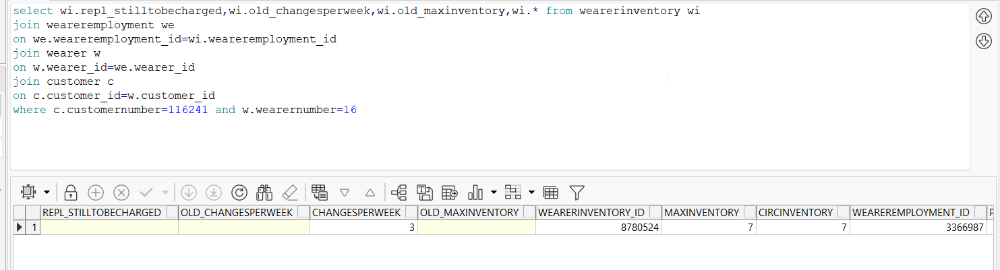 select wi.repl_stilltobecharged,wi.old_changesperweek,wi.old_maxinventory,wi.* from wearerinventory wi
join weareremployment we
on we.weareremployment_id=wi.weareremployment_id
join wearer w
on w.wearer_id=we.wearer_id
join customer c
on c.customer_id=w.customer_id
where c.customernumber=116241 and w.wearernumber=16
REPL_STILLTOBECHARGED OLD_CHANGESPERWEEK CHANGESPERWEEK OLD_MAXINVENTORY WEARERINVENTORY_ID MAXINVENTORY CIRCINVENTORY WEAREREMPLOYMENT_ID
1 3 8780524 7 7 3366987